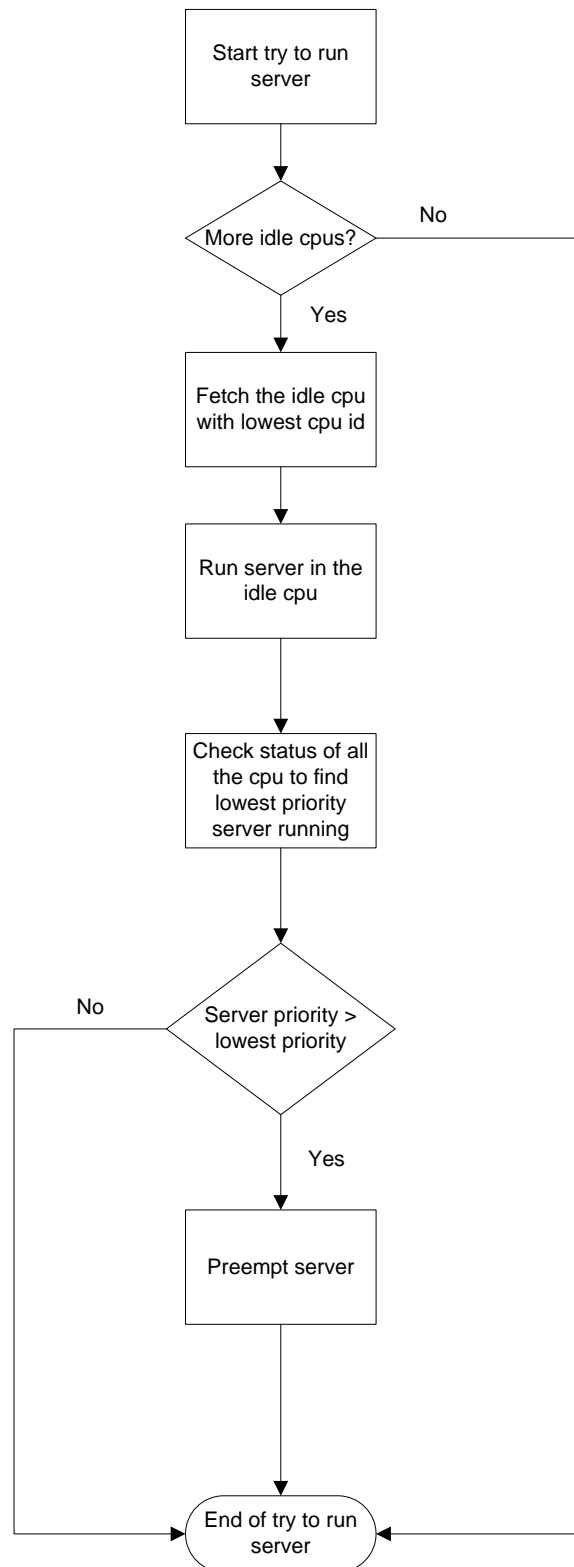 Start try to run
server
More idle cpus?
No
Yes
Fetch the idle cpu
with lowest cpu id
Run server in the
idle cpu
Check status of all
the cpu to find
lowest priority
server running
No
Server priority >
lowest priority
Yes
Preempt server
End of try to run
server